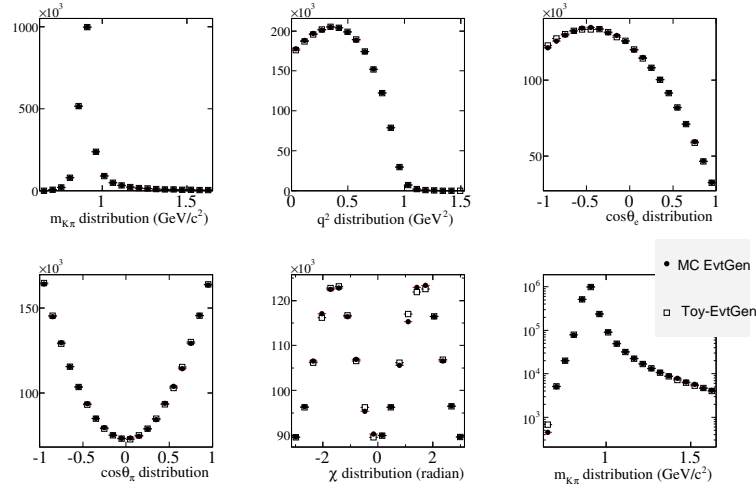 ×10³
1000
500
0
1
1.5
m_Kπ distribution (GeV/c²)
×10³
200
150
100
50
0
0 0.5 1 1.5
q² distribution (GeV²)
×10³
100
50
-1 -0.5 0 0.5 1
cosθ_e distribution
×10³
150
100
-1 -0.5 0 0.5 1
cosθ_π distribution
×10³
120
110
100
90
-2 0 2
χ distribution (radian)
MC EvtGen
Toy-EvtGen
10⁶
10⁵
10⁴
10³
1 1.5
m_Kπ distribution (GeV/c²)